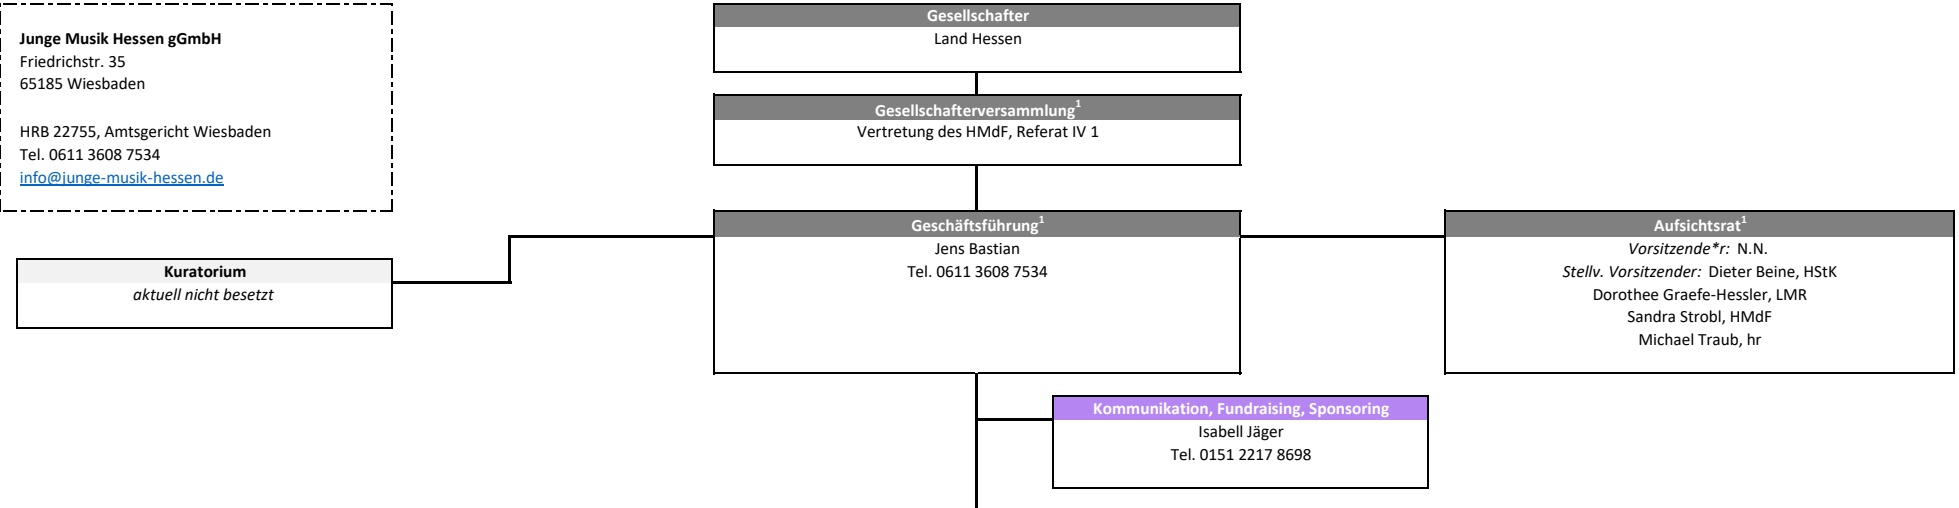 Junge Musik Hessen gGmbH
Friedrichstr. 35
65185 Wiesbaden
HRB 22755, Amtsgericht Wiesbaden
Tel. 0611 3608 7534
info@junge-musik-hessen.de
Gesellschafter
Land Hessen
Gesellschafterversammlung¹
Vertretung des HMdF, Referat IV 1
Kuratorium
aktuell nicht besetzt
Geschäftsführung¹
Jens Bastian
Tel. 0611 3608 7534
Aufsichtsrat¹
Vorsitzende*r: N.N.
Stellv. Vorsitzender: Dieter Beine, HStK
Dorothee Graefe-Hessler, LMR
Sandra Strobl, HMdF
Michael Traub, hr
Kommunikation, Fundraising, Sponsoring
Isabell Jäger
Tel. 0151 2217 8698